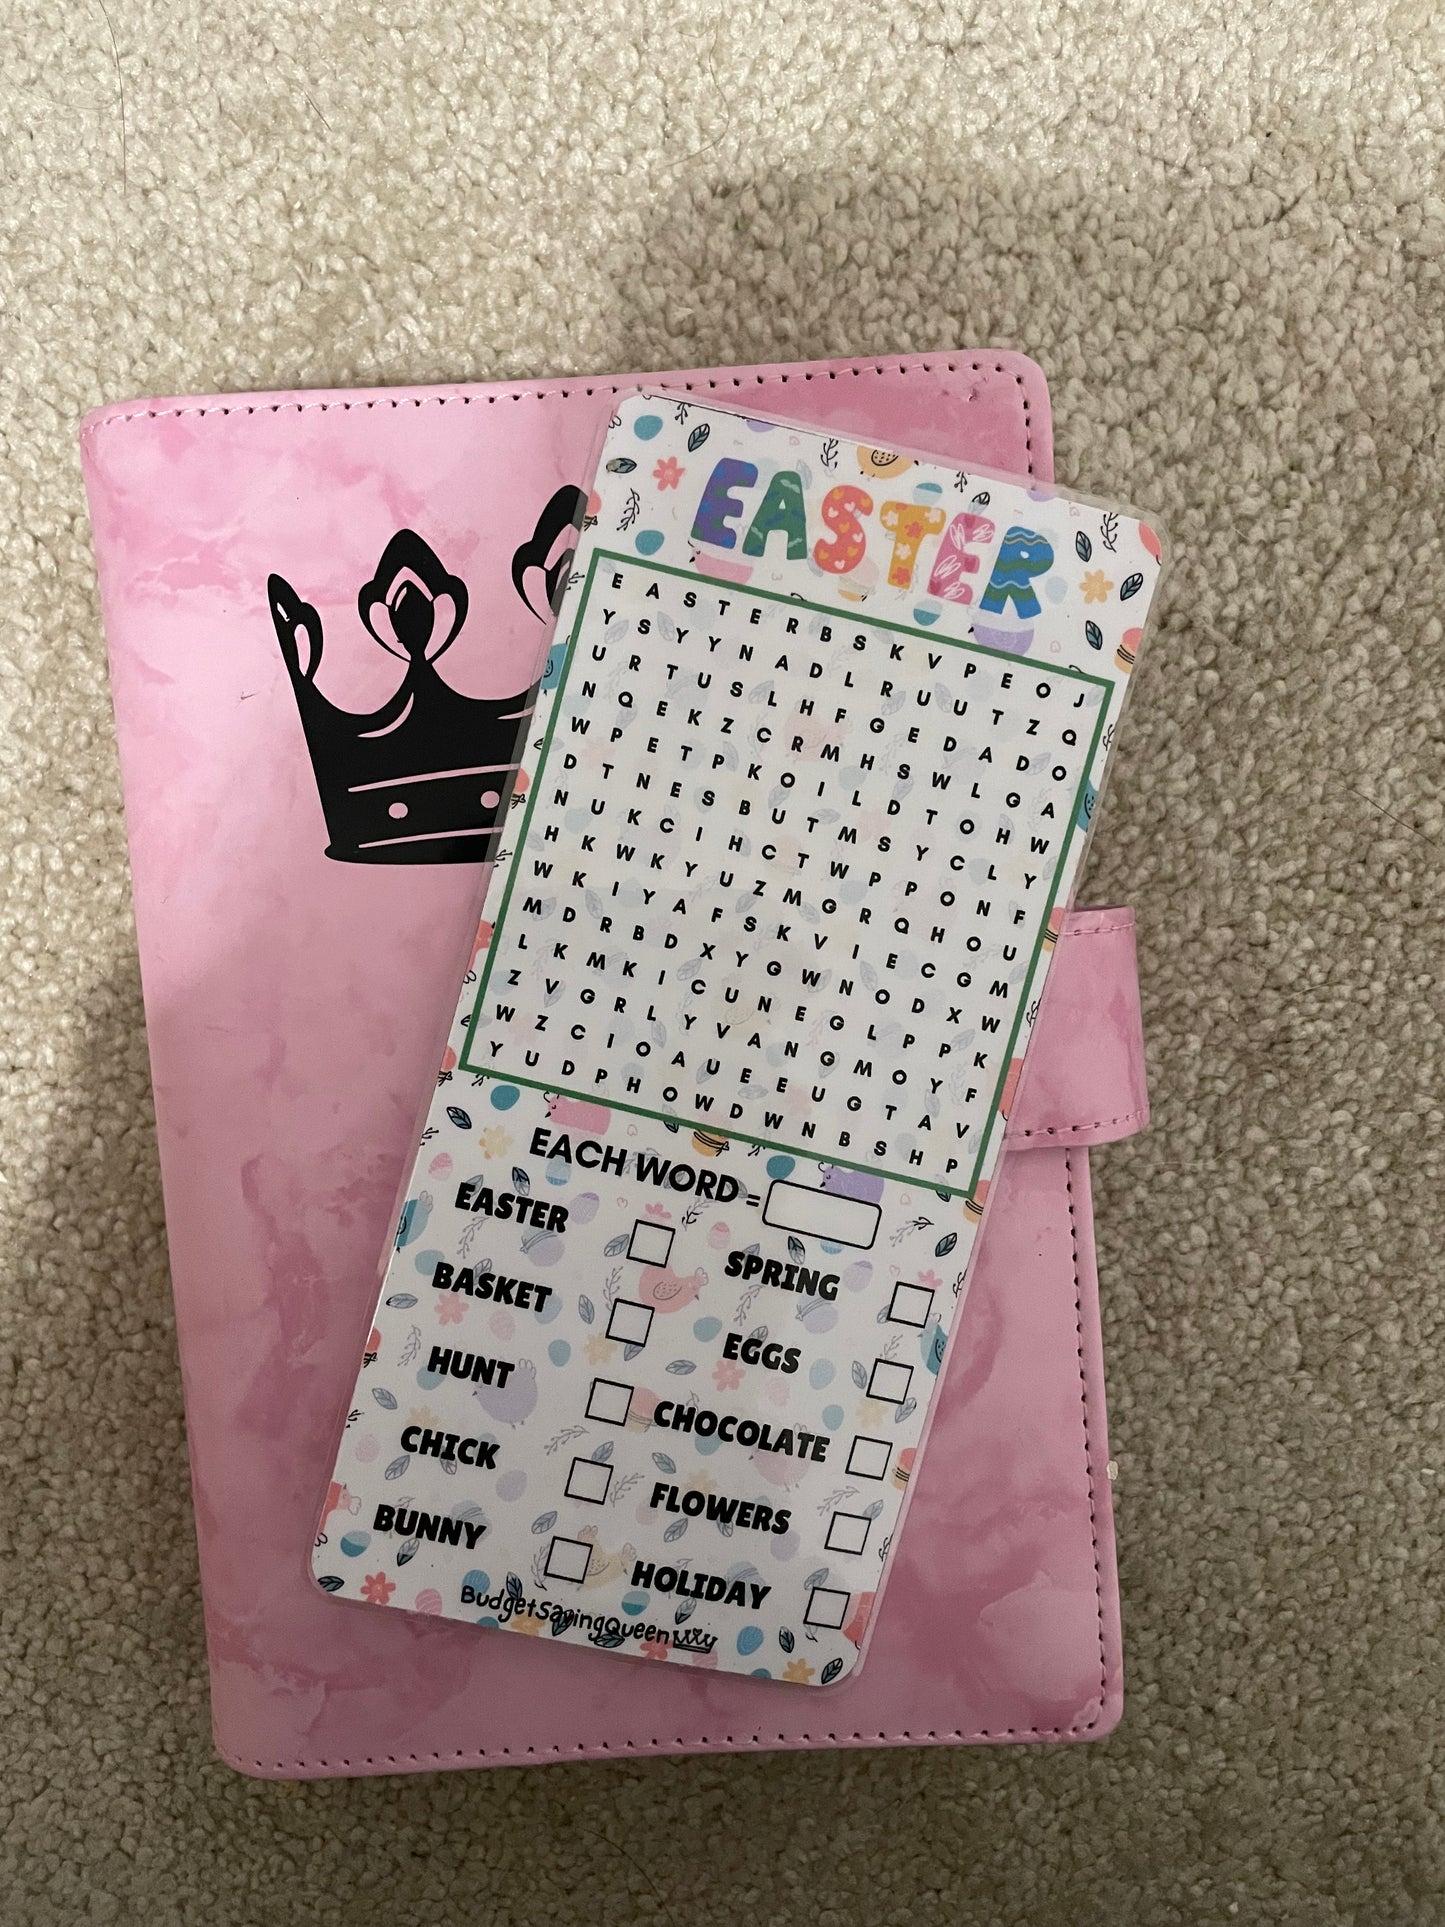 EASTER
E A S T E R B S K V P E O J
Y S Y Y N A D L R U U T Z Q
U R T U S L H F G E D A D O
N Q E K Z C R M H S W L G A
W P E T P K O I L D T O H W
D T N E S B U T M S Y C L Y
N U K C I H C T W P P O N F
H K W K Y U Z M G R Q H O U
W K I Y A F S K V I E C G M
M D R B D X Y G W N O D X W
L K M K I C U N E G L P P K
Z V G R L Y V A N G M O Y F
W Z C I O A U E E U G T A V
Y U D P H O W D W N B S H P
EACH WORD =
EASTER
BASKET
HUNT
CHICK
BUNNY
SPRING
EGGS
CHOCOLATE
FLOWERS
HOLIDAY
BudgetSavingQueen